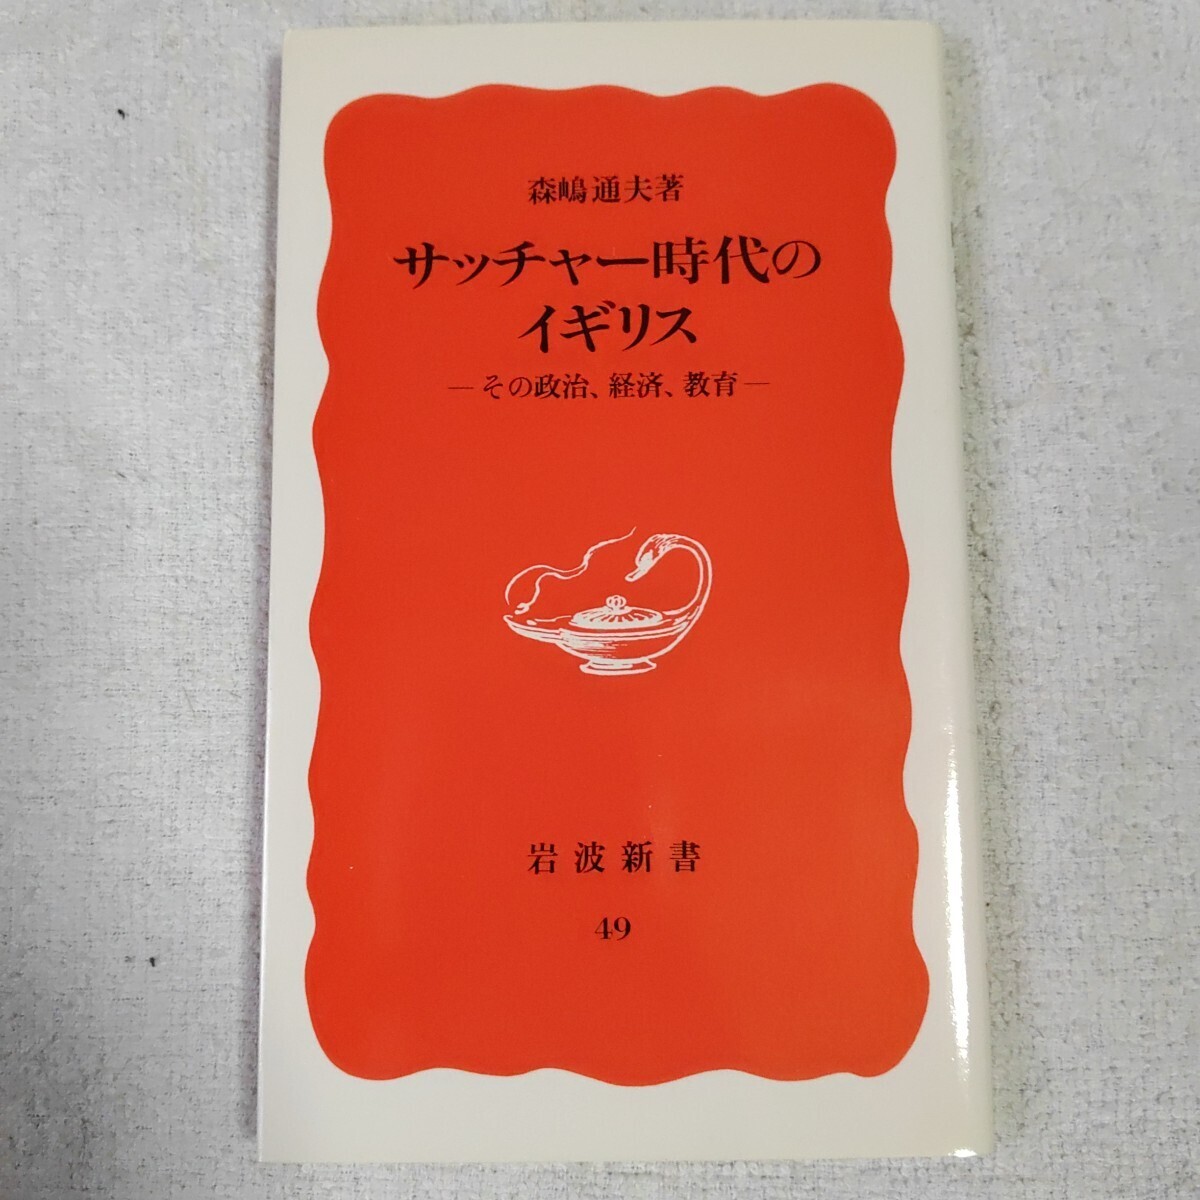 森嶋通夫著
サッチャー時代の
イギリス
―その政治、経済、教育―
岩波新書
49